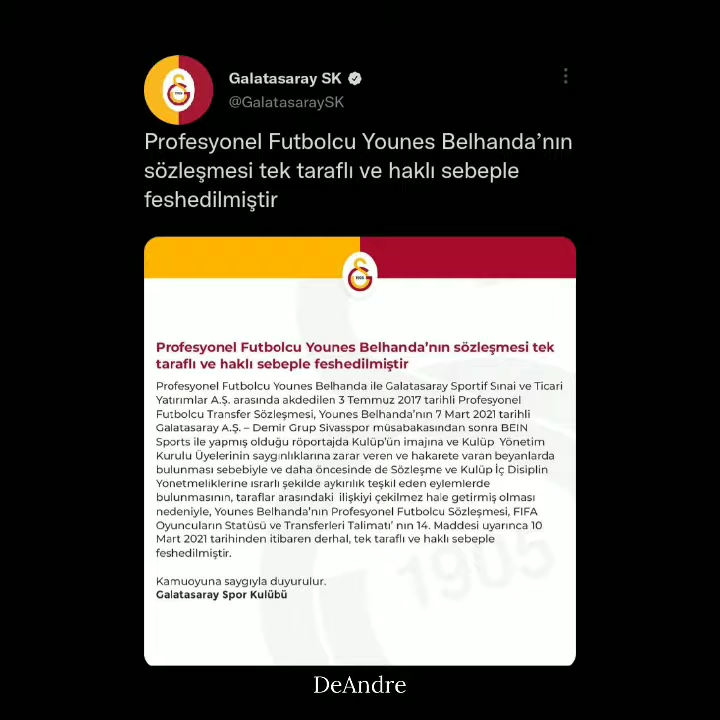 Galatasaray SK
@GalatasaraySK
Profesyonel Futbolcu Younes Belhanda’nın
sözleşmesi tek taraflı ve haklı sebeple
feshedilmiştir
Profesyonel Futbolcu Younes Belhanda’nın sözleşmesi tek
taraflı ve haklı sebeple feshedilmiştir
Profesyonel Futbolcu Younes Belhanda ile Galatasaray Sportif Sınai ve Ticari
Yatırımlar A.Ş. arasında akdedilen 3 Temmuz 2017 tarihli Profesyonel
Futbolcu Transfer Sözleşmesi, Younes Belhanda’nın 7 Mart 2021 tarihli
Galatasaray A.Ş. – Demir Grup Sivasspor müsabakasından sonra BEIN
Sports ile yapmış olduğu röportajda Kulüp’ün imajına ve Kulüp Yönetim
Kurulu Üyelerinin saygınlıklarına zarar veren ve hakarete varan beyanlarda
bulunması sebebiyle ve daha öncesinde de Sözleşme ve Kulüp İç Disiplin
Yönetmeliklerine ısrarlı şekilde aykırılık teşkil eden eylemlerde
bulunmasının, taraflar arasındaki ilişkiyi çekilmez hale getirmiş olması
nedeniyle, Younes Belhanda’nın Profesyonel Futbolcu Sözleşmesi, FIFA
Oyuncuların Statüsü ve Transferleri Talimatı’ nın 14. Maddesi uyarınca 10
Mart 2021 tarihinden itibaren derhal, tek taraflı ve haklı sebeple
feshedilmiştir.
Kamuoyuna saygıyla duyurulur.
Galatasaray Spor Kulübü
1905
DeAndre